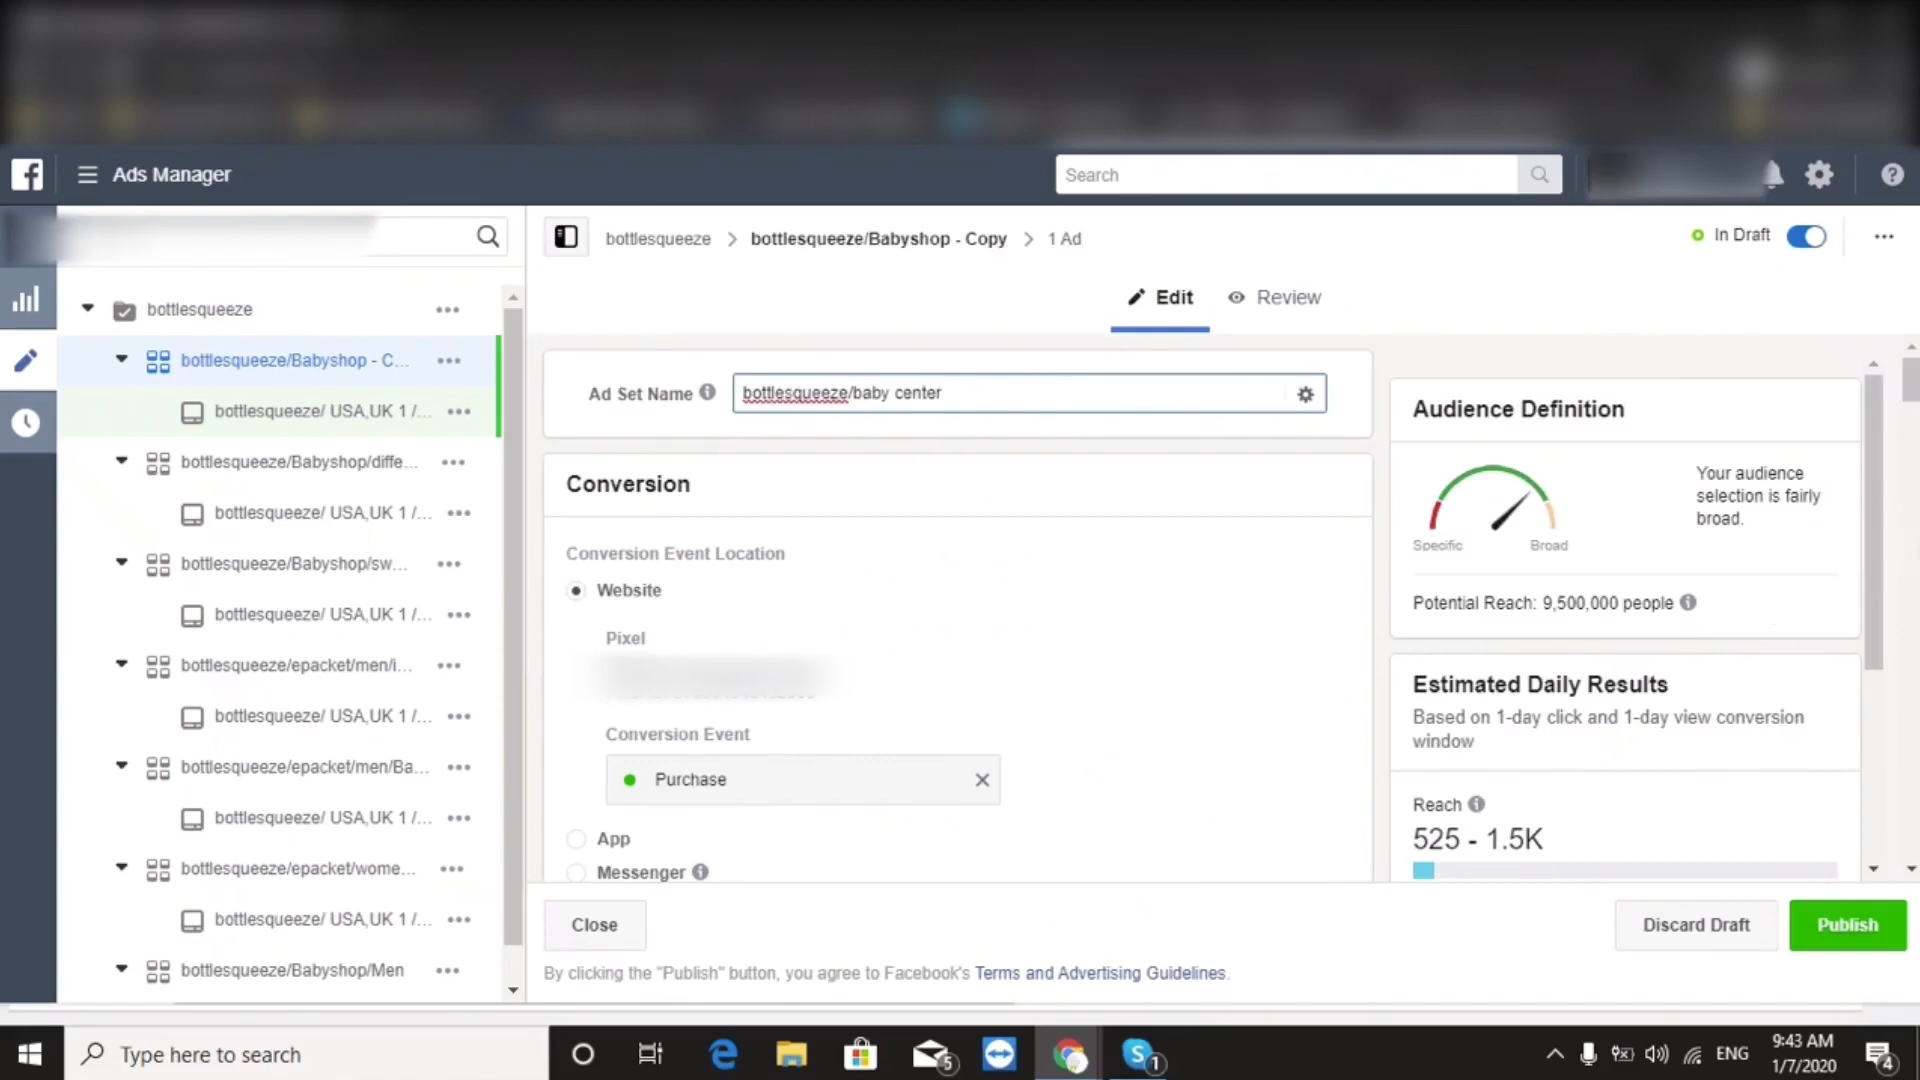 Ads Manager
Search
bottlesqueeze > bottlesqueeze/Babyshop - Copy > 1 Ad
In Draft
Edit
Review
bottlesqueeze
bottlesqueeze/Babyshop - C...
bottlesqueeze/ USA,UK 1 /...
bottlesqueeze/Babyshop/diffe...
bottlesqueeze/ USA,UK 1 /...
bottlesqueeze/Babyshop/sw...
bottlesqueeze/ USA,UK 1 /...
bottlesqueeze/epacket/men/i...
bottlesqueeze/ USA,UK 1 /...
bottlesqueeze/epacket/men/Ba...
bottlesqueeze/ USA,UK 1 /...
bottlesqueeze/epacket/wome...
bottlesqueeze/ USA,UK 1 /...
bottlesqueeze/Babyshop/Men
Ad Set Name
bottlesqueeze/baby center
Conversion
Conversion Event Location
Website
Pixel
Conversion Event
Purchase
App
Messenger
Audience Definition
Your audience
selection is fairly
broad.
Specific
Broad
Potential Reach: 9,500,000 people
Estimated Daily Results
Based on 1-day click and 1-day view conversion
window
Reach
525 - 1.5K
Close
Discard Draft
Publish
By clicking the "Publish" button, you agree to Facebook's Terms and Advertising Guidelines.
Type here to search
5
1
ENG
9:43 AM
1/7/2020
4